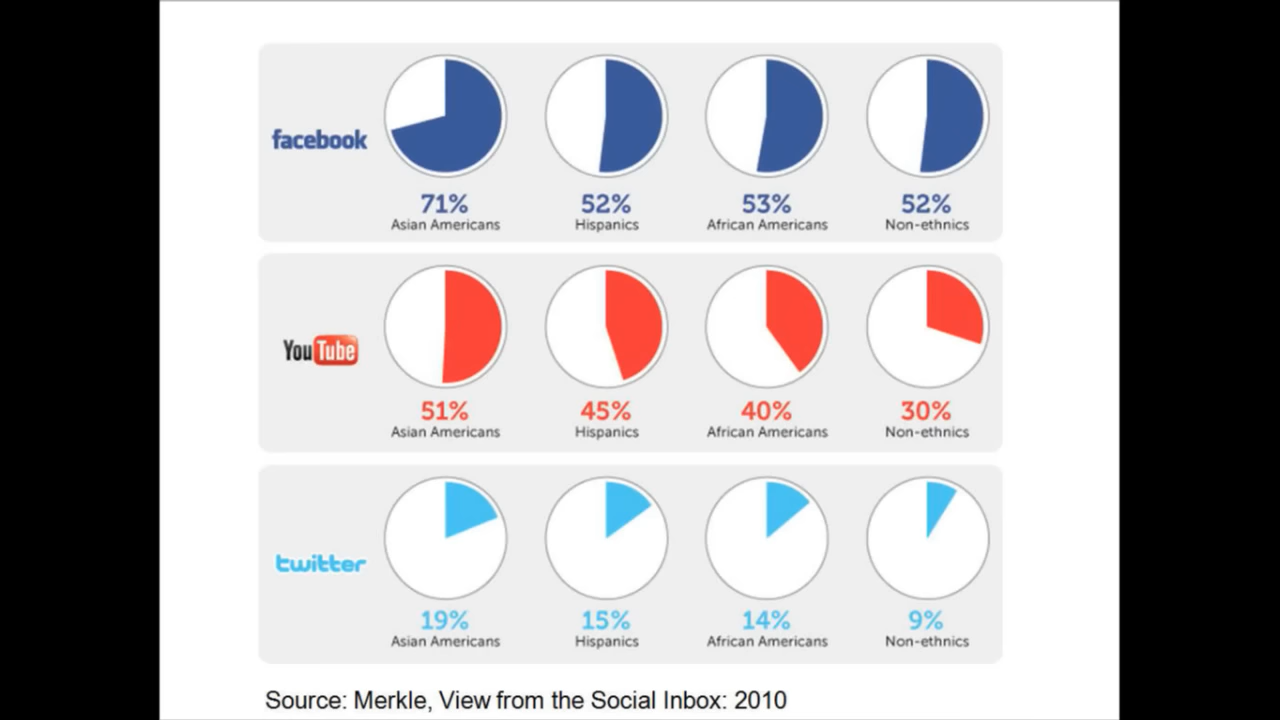 facebook
71% 52% 53% 52%
Asian Americans Hispanics African Americans Non-ethnics
YouTube
51% 45% 40% 30%
Asian Americans Hispanics African Americans Non-ethnics
twitter
19% 15% 14% 9%
Asian Americans Hispanics African Americans Non-ethnics
Source: Merkle, View from the Social Inbox: 2010